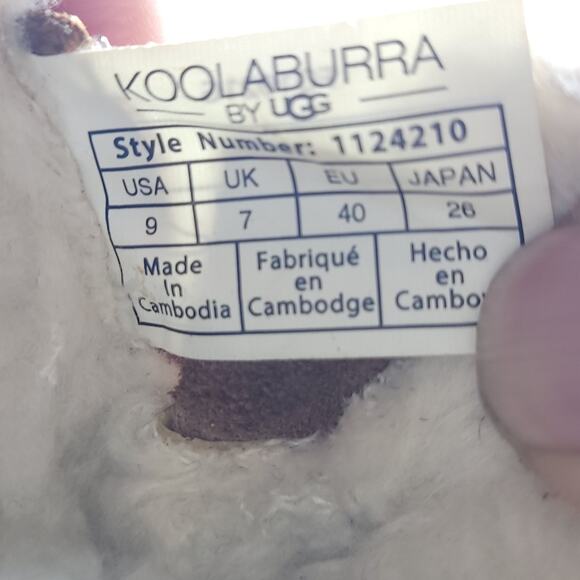 KOOLABURRA
BY UGG
Style Number: 1124210
USA UK EU JAPAN
9 7 40 26
Made Fabriqué Hecho
In en en
Cambodia Cambodge Cambo